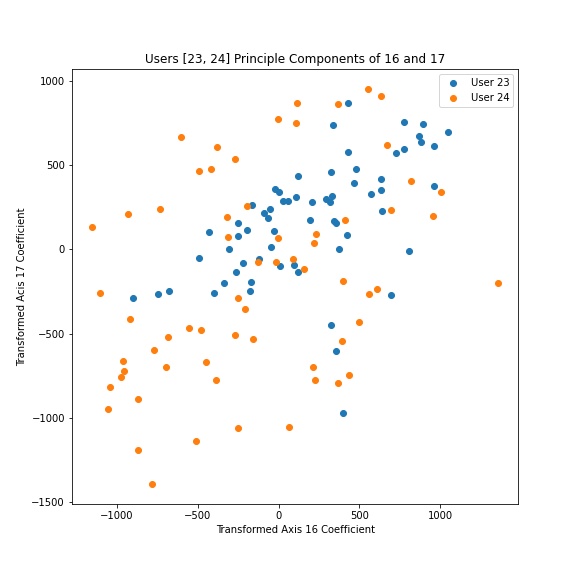 Users [23, 24] Principle Components of 16 and 17
User 23
User 24
1000
500
0
−500
−1000
−1500
Transformed Acis 17 Coefficient
−1000 −500 0 500 1000
Transformed Axis 16 Coefficient